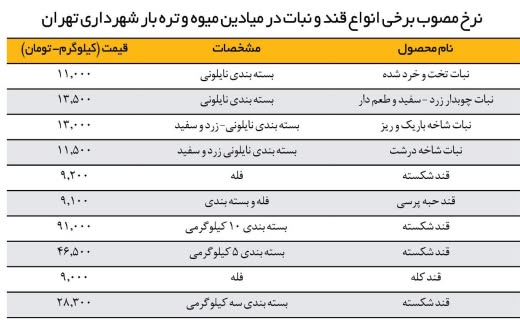 نرخ مصوب برخی انواع قند و نبات در میادین میوه و تره بار شهرداری تهران
نام محصول مشخصات قیمت (کیلوگرم-تومان)
نبات تخت و خرد شده بسته بندی نایلونی ۱۱,۰۰۰
نبات چوبدار زرد -سفید و طعم دار بسته بندی نایلونی ۱۳,۵۰۰
نبات شاخه باریک و ریز بسته بندی نایلونی-زرد و سفید ۱۳,۰۰۰
نبات شاخه درشت بسته بندی نایلونی زرد و سفید ۱۱,۵۰۰
قند شکسته فله ۹,۲۰۰
قند حبه پرسی فله و بسته بندی ۹,۱۰۰
قند شکسته بسته بندی ۱۰ کیلوگرمی ۹۱,۰۰۰
قند شکسته بسته بندی ۵ کیلوگرمی ۴۶,۵۰۰
قند کله فله ۹,۰۰۰
قند شکسته بسته بندی سه کیلوگرمی ۲۸,۳۰۰